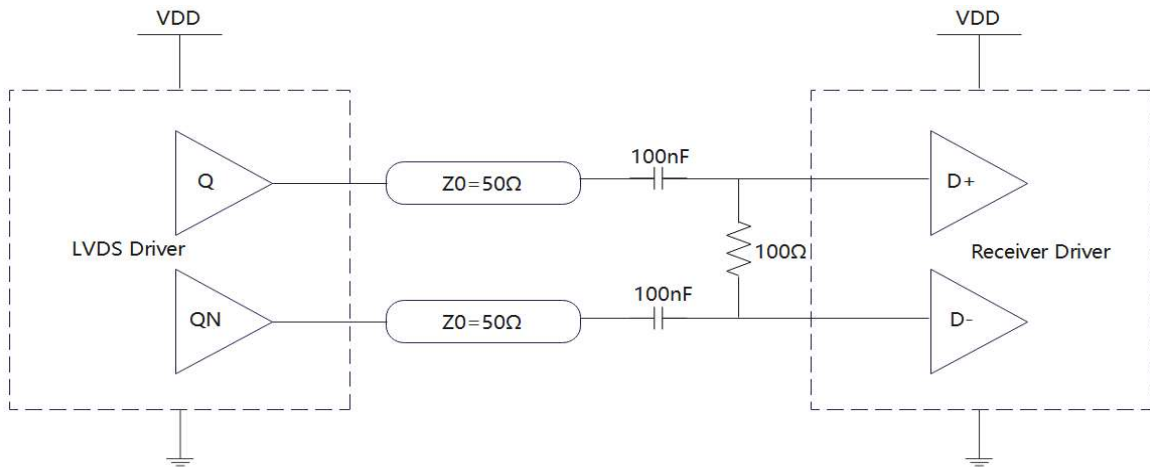 VDD
VDD
100nF
Q
Z0=50Ω
D+
LVDS Driver
100Ω
Receiver Driver
100nF
QN
Z0=50Ω
D-